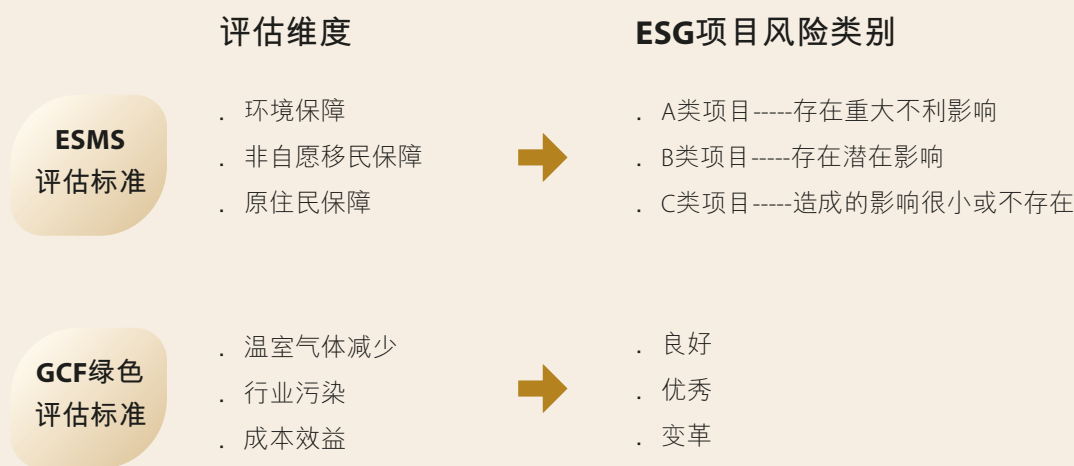 评估维度
ESG项目风险类别
ESMS
评估标准
. 环境保障
. 非自愿移民保障
. 原住民保障
. A类项目-----存在重大不利影响
. B类项目-----存在潜在影响
. C类项目-----造成的影响很小或不存在
GCF绿色
评估标准
. 温室气体减少
. 行业污染
. 成本效益
. 良好
. 优秀
. 变革